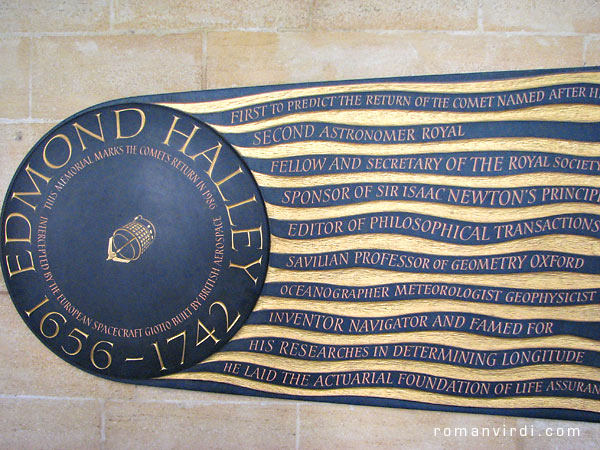 EDMOND HALLEY
1656-1742
THIS MEMORIAL MARKS THE COMETS RETURN IN 1986
INTERCEPTED BY THE EUROPEAN SPACECRAFT GIOTTO BUILT BY BRITISH AEROSPACE
FIRST TO PREDICT THE RETURN OF THE COMET NAMED AFTER
SECOND ASTRONOMER ROYAL
FELLOW AND SECRETARY OF THE ROYAL SOCIETY
SPONSOR OF SIR ISAAC NEWTON'S PRINCIP
EDITOR OF PHILOSOPHICAL TRANSACTIONS
SAVILIAN PROFESSOR OF GEOMETRY OXFORD
OCEANOGRAPHER METEOROLOGIST GEOPHYSICIST
INVENTOR NAVIGATOR AND FAMED FOR
HIS RESEARCHES IN DETERMINING LONGITUDE
HE LAID THE ACTUARIAL FOUNDATION OF LIFE ASSURAN
romanvirdi.com